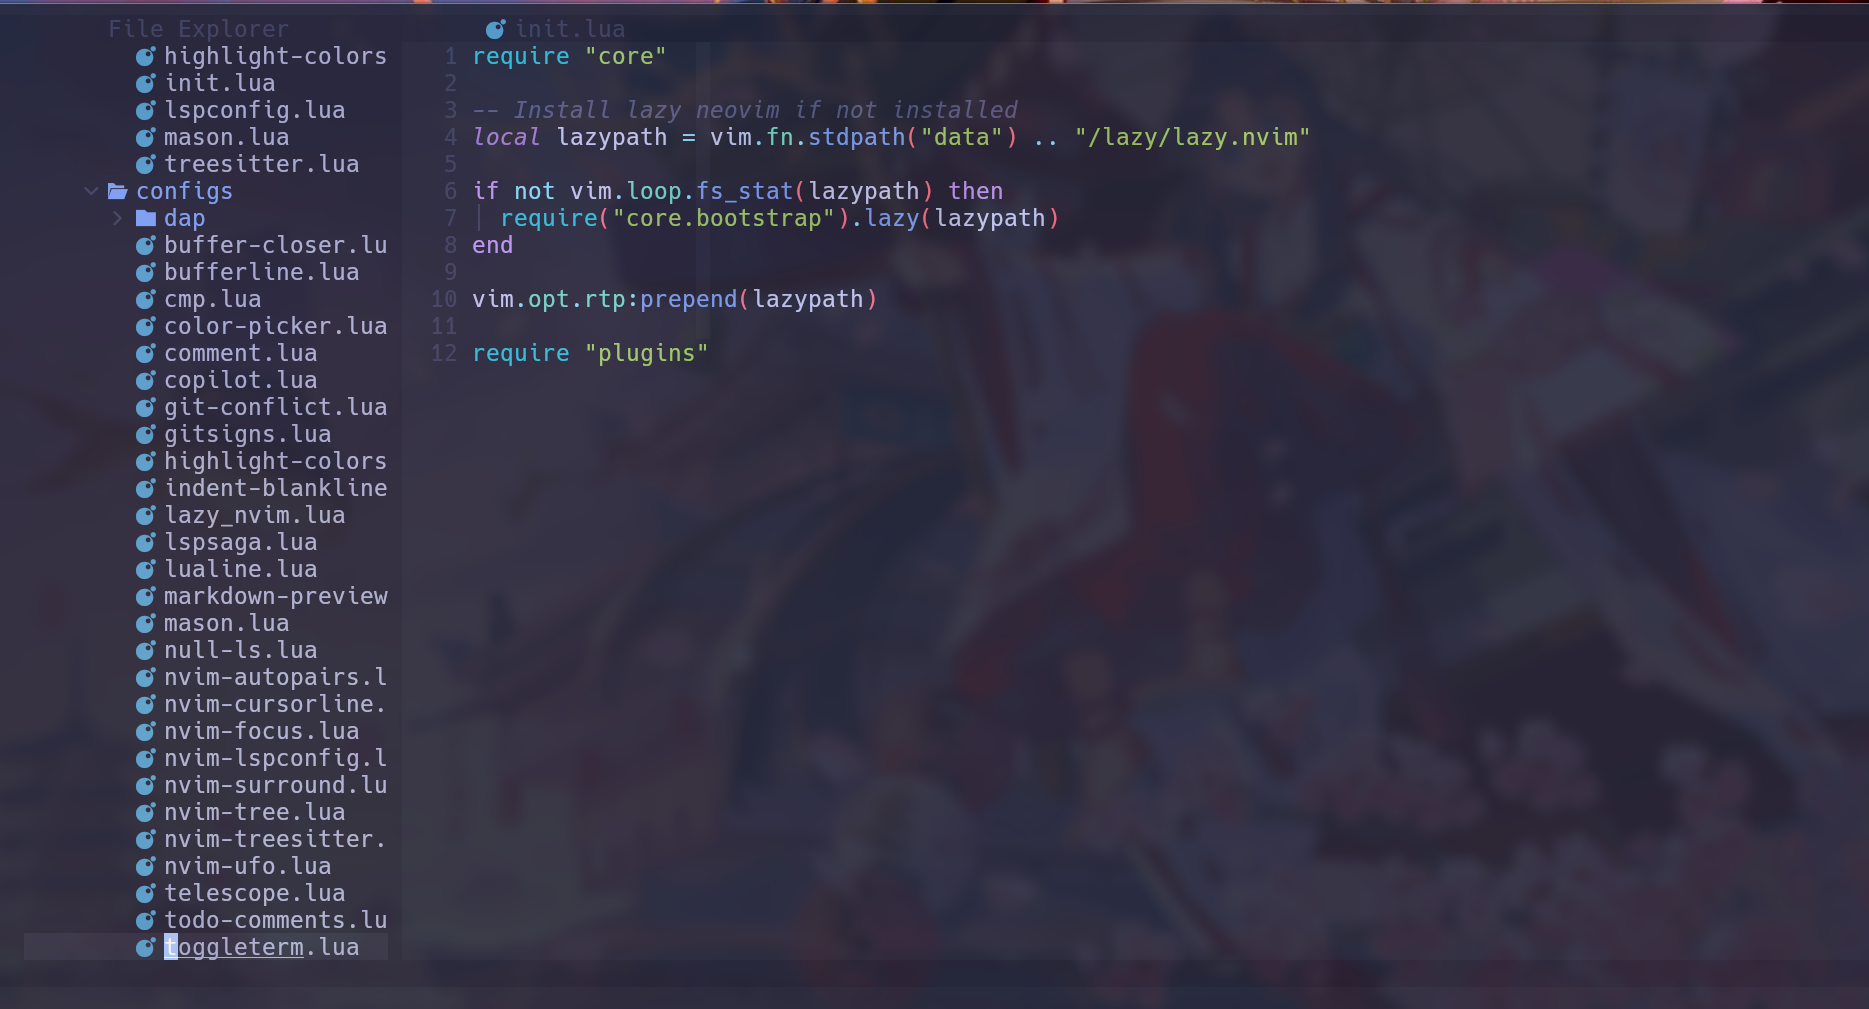 File Explorer
highlight-colors
init.lua
lspconfig.lua
mason.lua
treesitter.lua
configs
dap
buffer-closer.lu
bufferline.lua
cmp.lua
color-picker.lua
comment.lua
copilot.lua
git-conflict.lua
gitsigns.lua
highlight-colors
indent-blankline
lazy_nvim.lua
lspsaga.lua
lualine.lua
markdown-preview
mason.lua
null-ls.lua
nvim-autopairs.l
nvim-cursorline.
nvim-focus.lua
nvim-lspconfig.l
nvim-surround.lu
nvim-tree.lua
nvim-treesitter.
nvim-ufo.lua
telescope.lua
todo-comments.lu
toggleterm.lua
init.lua
1 require "core"
2
3 -- Install lazy neovim if not installed
4 local lazypath = vim.fn.stdpath("data") .. "/lazy/lazy.nvim"
5
6 if not vim.loop.fs_stat(lazypath) then
7 require("core.bootstrap").lazy(lazypath)
8 end
9
10 vim.opt.rtp:prepend(lazypath)
11
12 require "plugins"